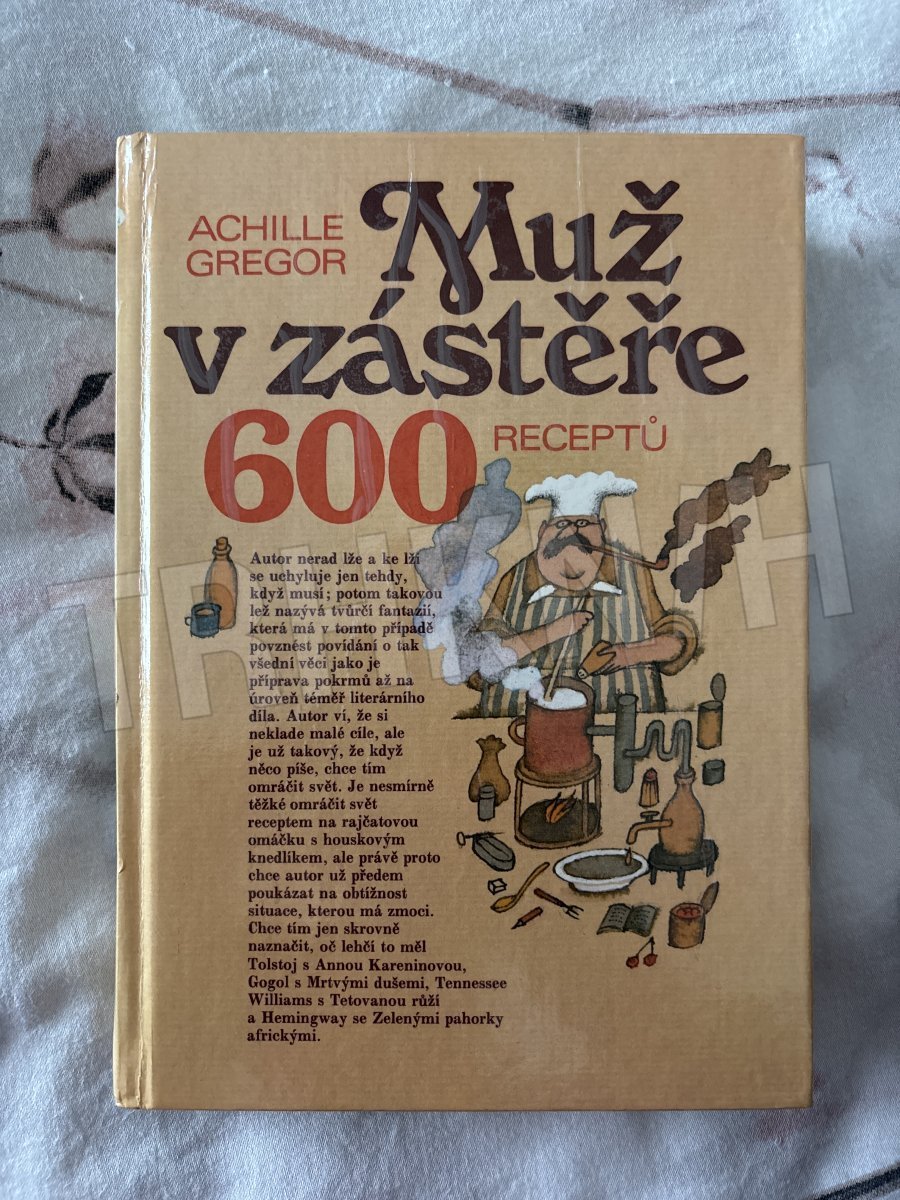 ACHILLE
GREGOR
Muž
v zástěře
600 RECEPTŮ
Autor nerad lže a ke lži
se uchyluje jen tehdy,
když musí; potom takovou
lež nazývá tvůrčí fantazií,
která má v tomto případě
povznést povídání o tak
všední věci jako je
příprava pokrmů až na
úroveň téměř literárního
díla. Autor ví, že si
neklade malé cíle, ale
je už takový, že když
něco píše, chce tím
omráčit svět. Je nesmírně
těžké omráčit svět
receptem na rajčatovou
omáčku s houskovým
knedlíkem, ale právě proto
chce autor už předem
poukázat na obtížnost
situace, kterou má zmoci.
Chce tím jen skrovně
naznačit, oč lehčí to měl
Tolstoj s Annou Kareninovou,
Gogol s Mrtvými dušemi, Tennessee
Williams s Tetovanou růží
a Hemingway se Zelenými pahorky
africkými.